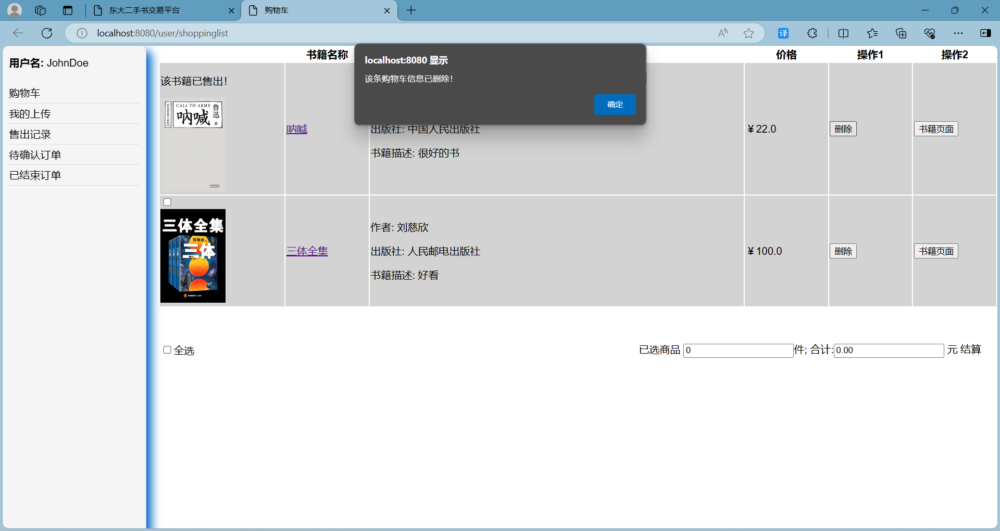 东大二手书交易平台
购物车
localhost:8080/user/shoppinglist
译
用户名: JohnDoe
购物车
我的上传
售出记录
待确认订单
已结束订单
localhost:8080 显示
该条购物车信息已删除!
确定
书籍名称
价格
操作1
操作2
该书籍已售出!
CALL TO ARMS
呐喊
鲁迅 著
呐喊
出版社: 中国人民出版社
书籍描述: 很好的书
¥ 22.0
删除
书籍页面
三体全集
刘慈欣
三体
三体全集
作者: 刘慈欣
出版社: 人民邮电出版社
书籍描述: 好看
¥ 100.0
删除
书籍页面
全选
已选商品 0 件; 合计: 0.00 元 结算